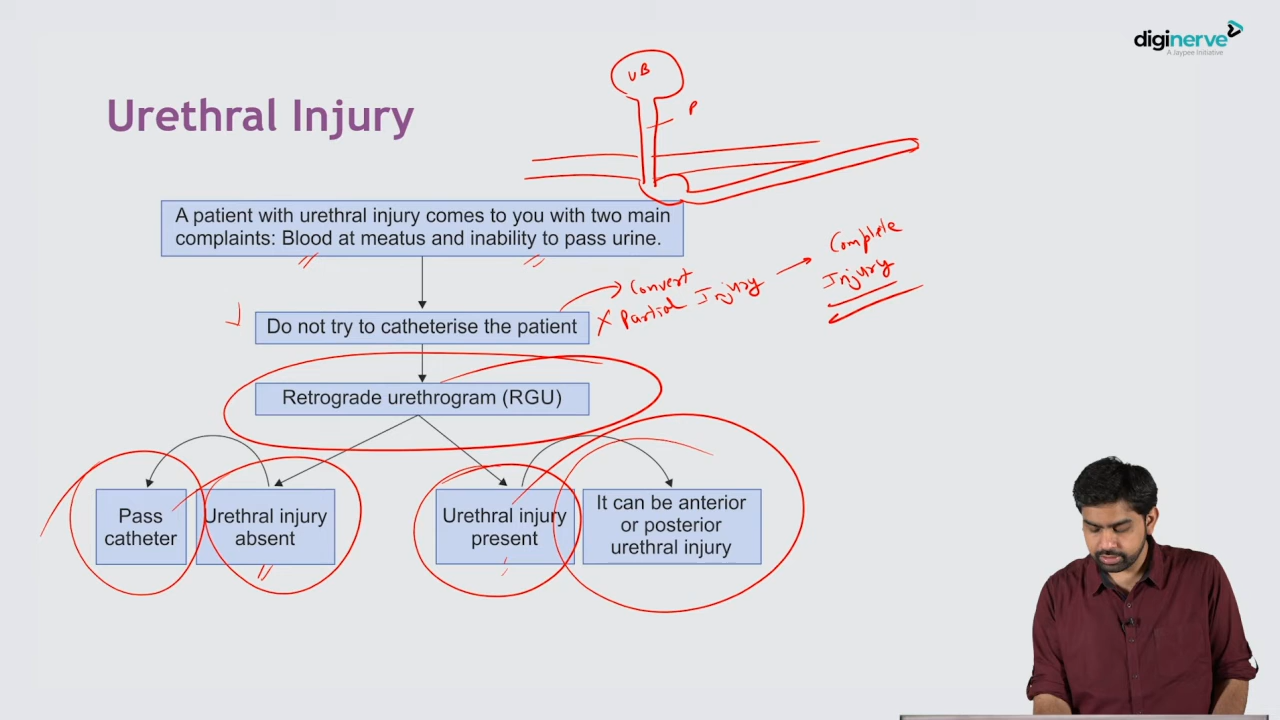 diginerve
A Jaypee Initiative
UB
P
Urethral Injury
A patient with urethral injury comes to you with two main
complaints: Blood at meatus and inability to pass urine.
Complete
Injury
Convert
Partial Injury
Do not try to catheterise the patient
Retrograde urethrogram (RGU)
Pass
catheter
Urethral injury
absent
Urethral injury
present
It can be anterior
or posterior
urethral injury